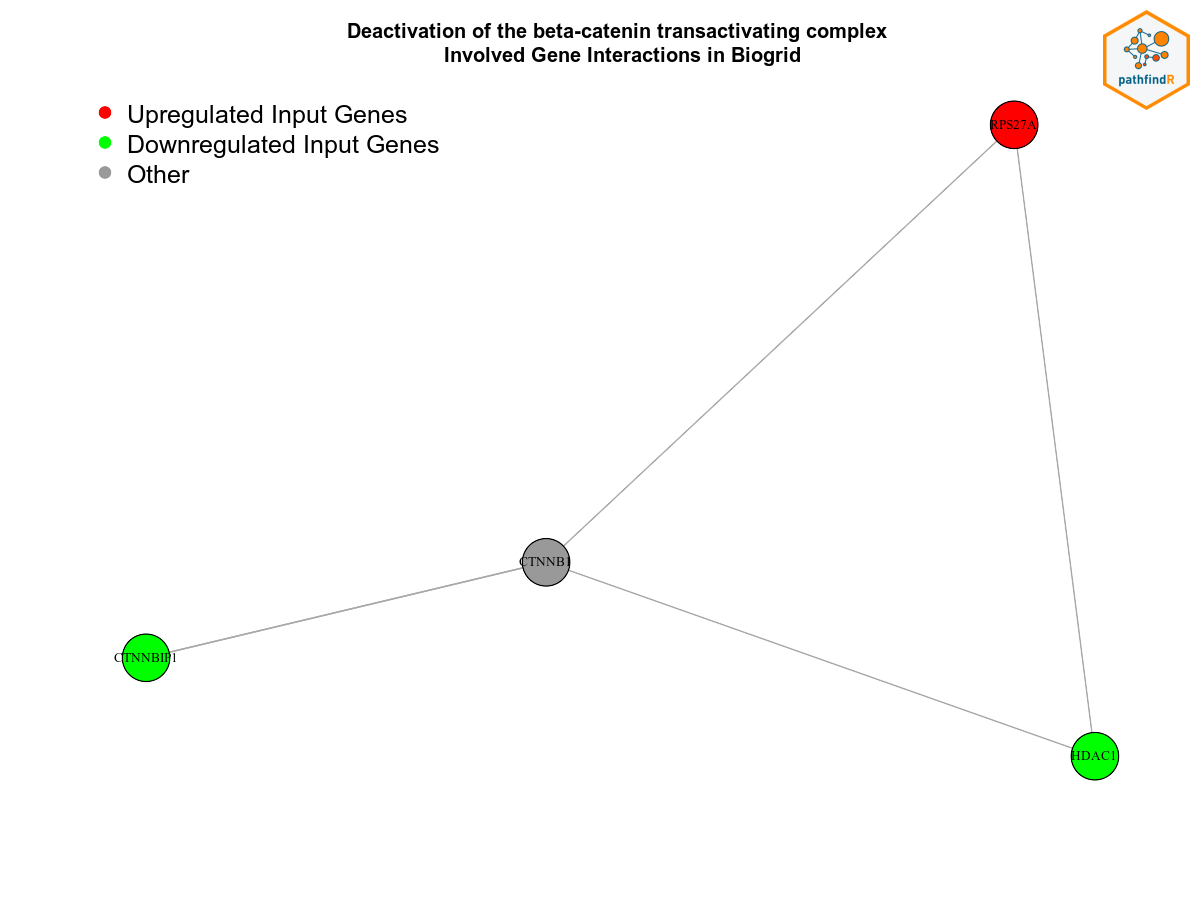 Deactivation of the beta-catenin transactivating complex
Involved Gene Interactions in Biogrid
pathfindR
Upregulated Input Genes
Downregulated Input Genes
Other
RPS27A
CTNNB1
CTNNBIP1
HDAC1